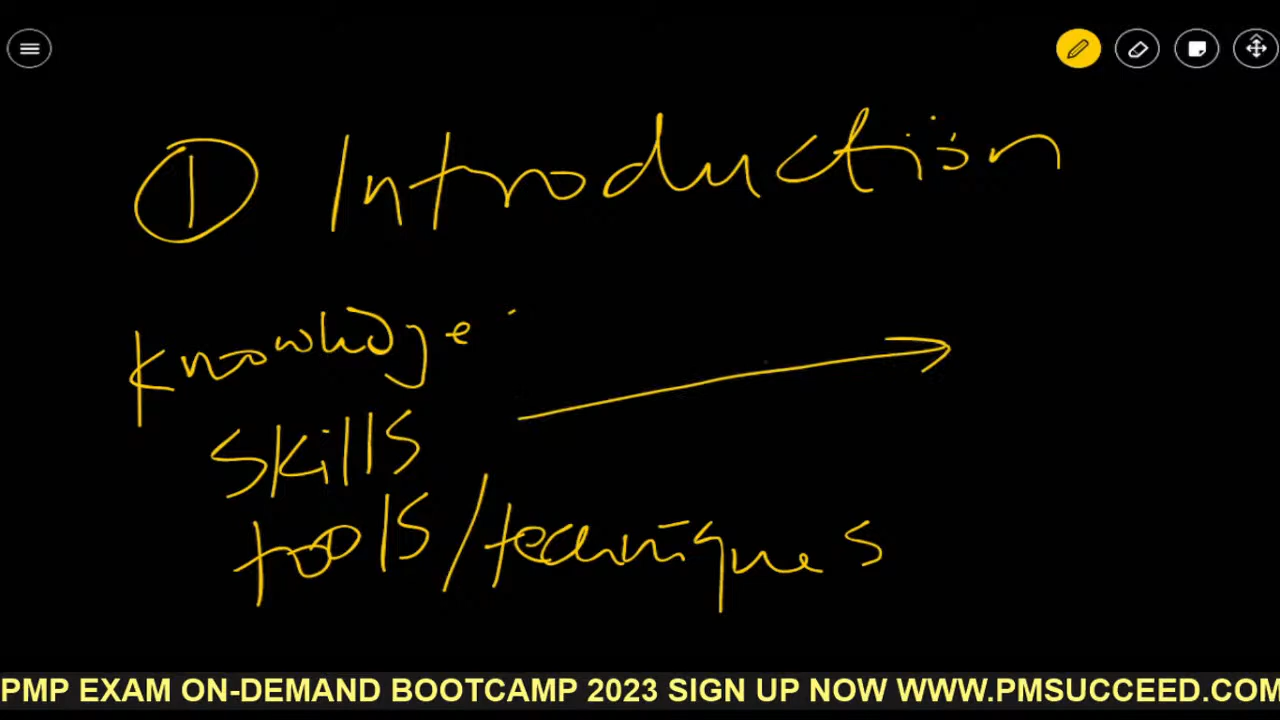 ① Introduction
Knowledge
skills
tools/techniques
PMP EXAM ON-DEMAND BOOTCAMP 2023 SIGN UP NOW WWW.PMSUCCEED.COM